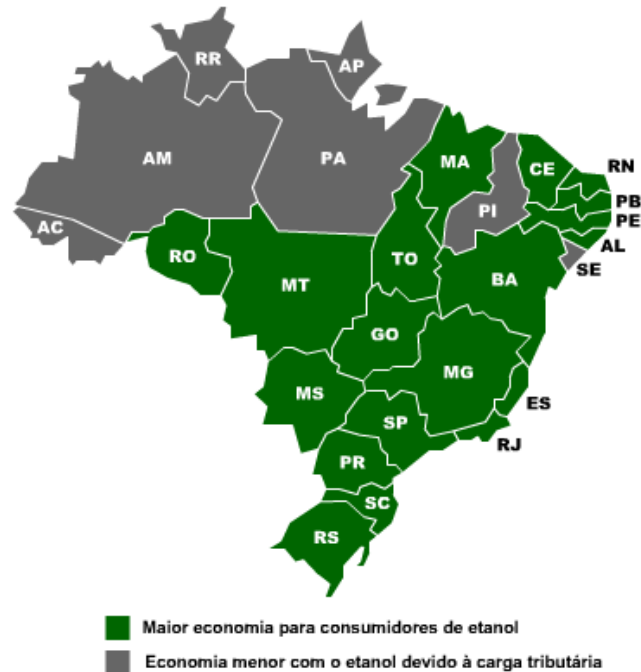 RR
AP
AM
PA
MA
CE
RN
PI
PB
PE
AC
AL
RO
TO
SE
MT
BA
GO
MG
MS
ES
SP
RJ
PR
SC
RS
Maior economia para consumidores de etanol
Economia menor com o etanol devido à carga tributária